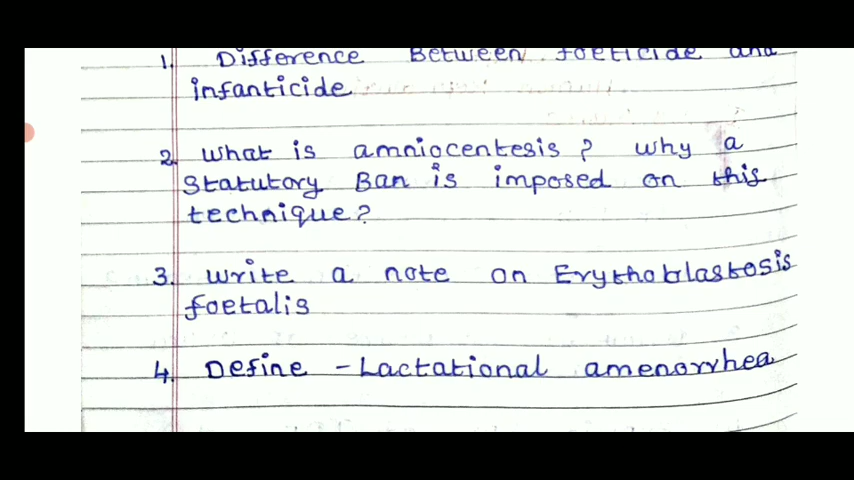 1. Difference Between foeticide and
infanticide
2. What is amniocentesis? Why a
Statutory Ban is imposed on this
technique?
3. Write a note on Erythoblastosis
foetalis
4. Define - Lactational amenorrhea